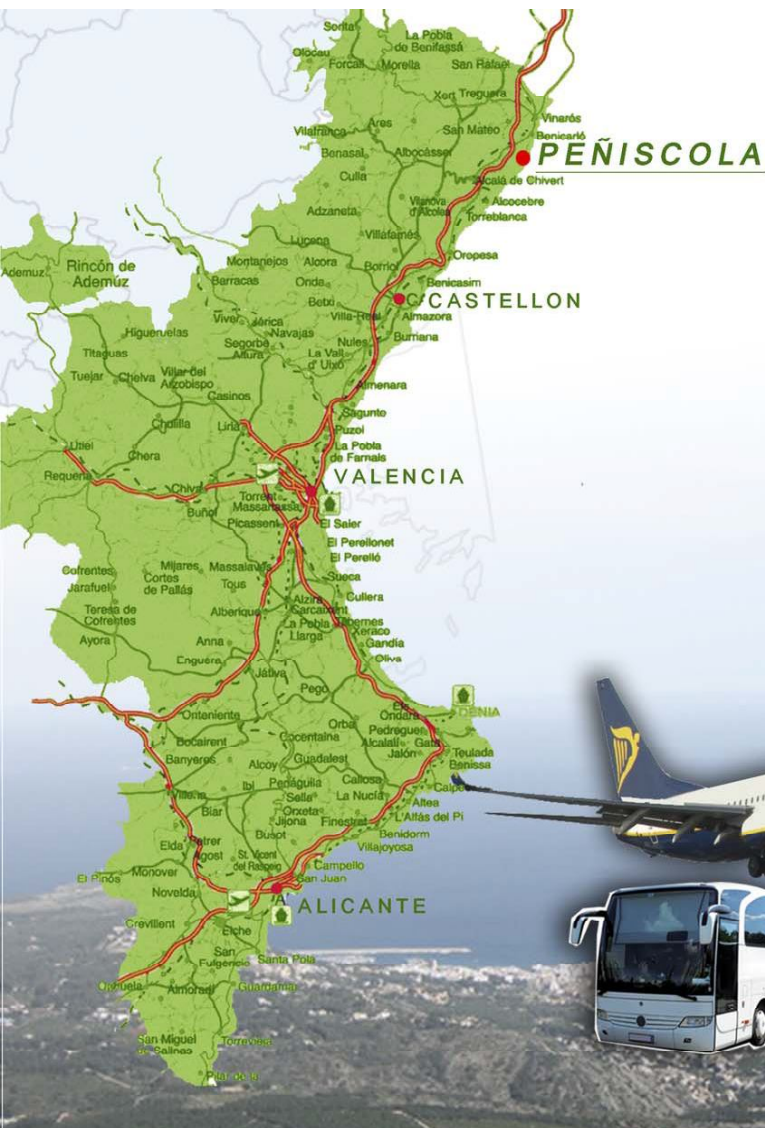 Sorita
La Pobla
de Benifassá
Olocau
Forcall
Morella
San Rafael
Xert
Treguera
Vinarós
Ares
San Mateo
Benicarló
Vilafranca
Benasal
Albocásser
PEÑISCOLA
Culla
Alcalá de Chivert
Vilanova
d'Alcolea
Alcocebre
Adzaneta
Torreblanca
Villafamés
Lucena
Oropesa
Montanejos
Alcora
Borriol
Ademuz
Rincón de
Ademúz
Barracas
Onda
Benicasim
Betxi
CASTELLON
Viver
Jérica
Villa-Real
Almazora
Higueruelas
Navajas
Segorbe
Nules
Burriana
Titaguas
Altura
La Vall
d' Uixó
Tuejar
Chelva
Villar del
Arzobispo
Almenara
Casinos
Sagunto
Chulilla
Liria
Puzol
Utiel
La Pobla
de Farnals
Chera
Requena
VALENCIA
Chiva
Torrent
Massanassa
Buñol
Picassent
El Saler
El Perellonet
El Perelló
Cofrentes
Mijares
Massalavés
Jarafuel
Cortes
de Pallás
Tous
Sueca
Cullera
Alzira
Teresa de
Cofrentes
Alberique
Carcaixent
Tabernes
La Pobla
Llarga
Xeraco
Ayora
Anna
Gandía
Enguera
Oliva
Játiva
Pego
Onteniente
Orba
Ondara
DENIA
Bocairent
Cocentaina
Pedreguer
Alcalalí
Gata
Banyeres
Guadalest
Jalón
Teulada
Alcoy
Benissa
Villena
Ibi
Penáguila
Callosa
Calpe
Sella
La Nucía
Biar
Orxeta
Altea
Jijona
Finestrat
L'Alfàs del Pí
Busot
Benidorm
Petrer
Villajoyosa
Elda
Agost
St. Vicent
del Raspeig
Campello
El Pinós
Monover
San Juan
Novelda
ALICANTE
Crevillent
Elche
San
Fulgencio
Santa Pola
Orihuela
Almoradí
Guardamar
San Miguel
de Salinas
Torrevieja
Pilar de la